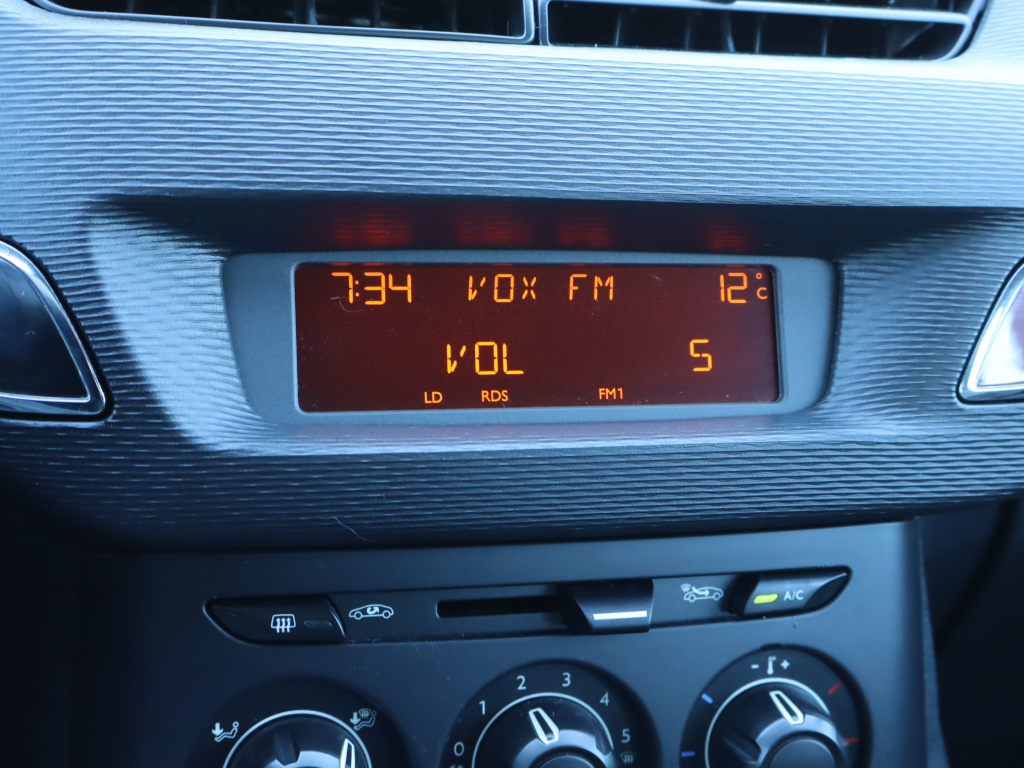 7:34 VOX FM 12°C
VOL 5
LD RDS FM1
A/C
- +
0 1 2 3 4 5